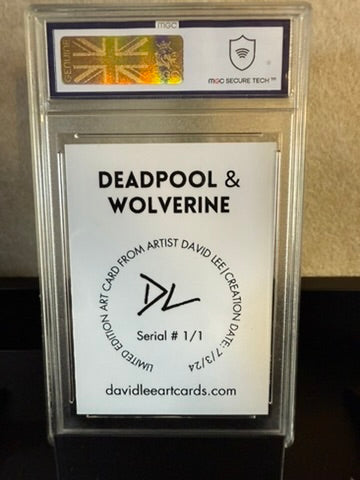 MGC
GENUINE
MGC SECURE TECH™
DEADPOOL &
WOLVERINE
LIMITED EDITION ART CARD FROM ARTIST DAVID LEE | CREATION DATE: 7/3/24
DL
Serial # 1/1
davidleeartcards.com